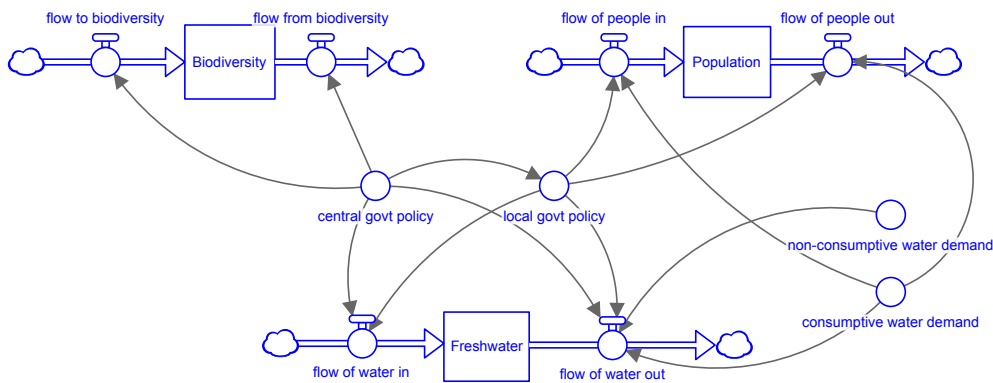 flow to biodiversity
flow from biodiversity
flow of people in
flow of people out
Biodiversity
Population
central govt policy
local govt policy
non-consumptive water demand
consumptive water demand
Freshwater
flow of water in
flow of water out